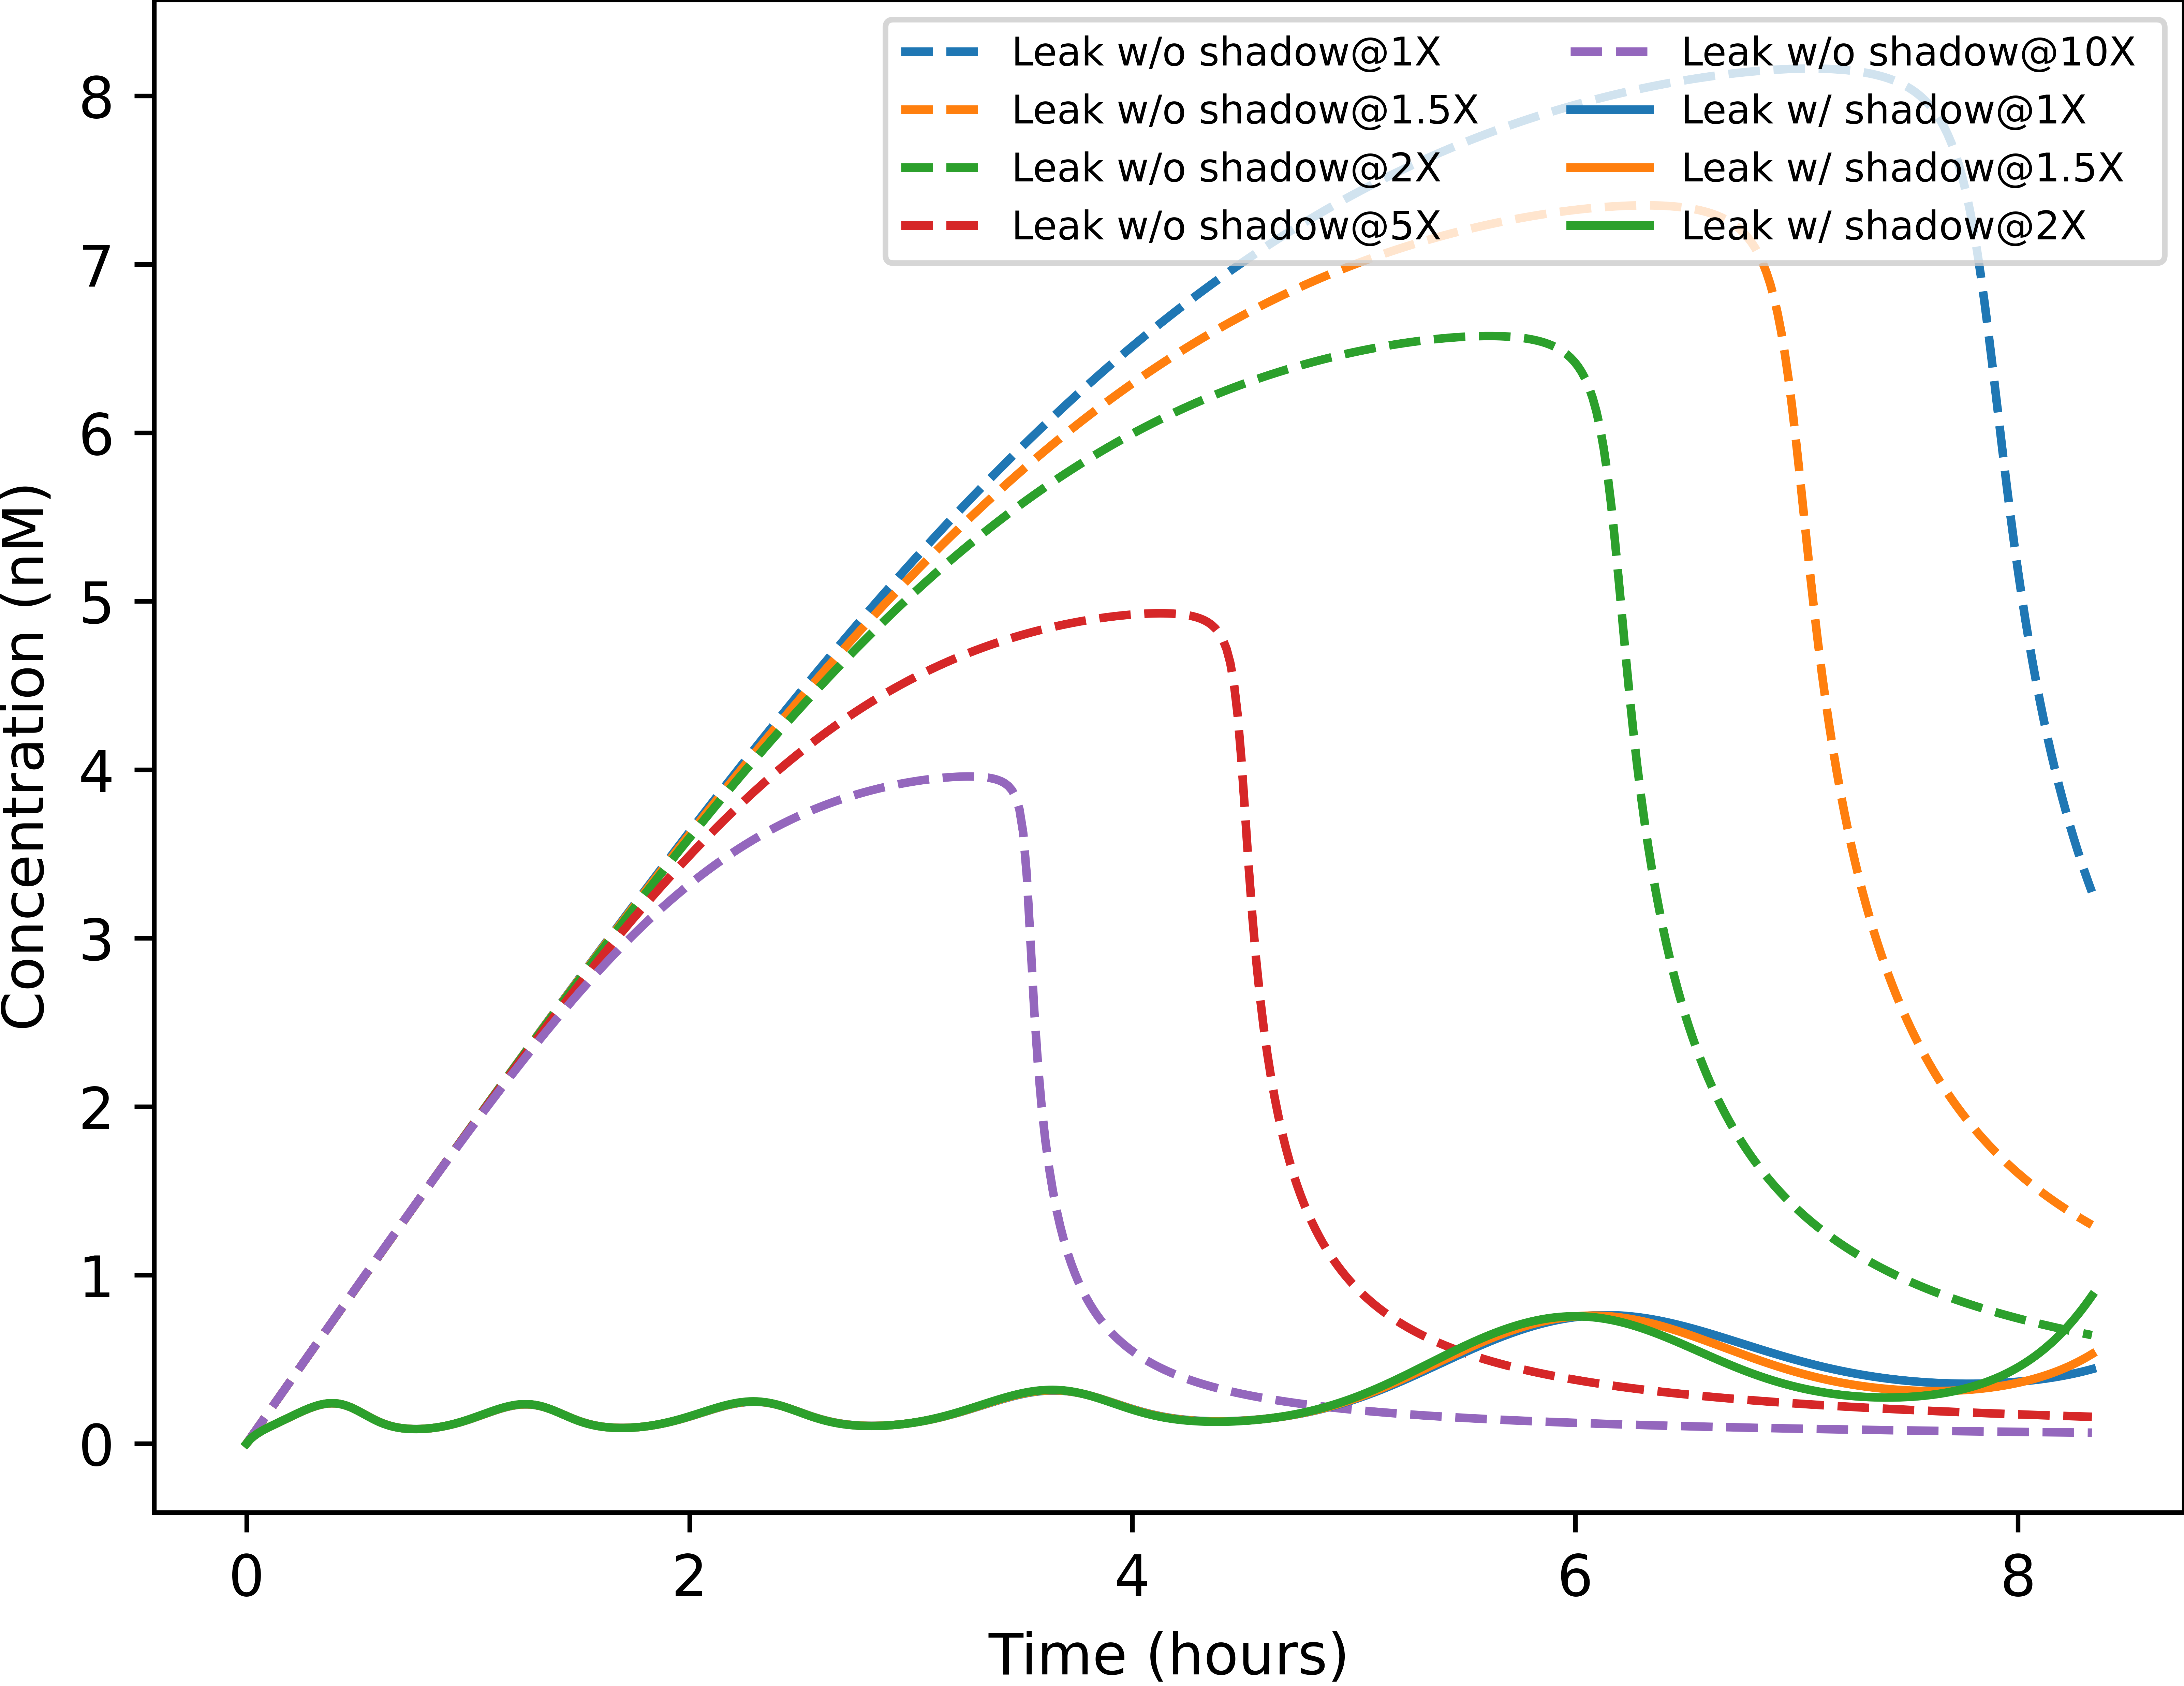 Leak w/o shadow@1X
Leak w/o shadow@1.5X
Leak w/o shadow@2X
Leak w/o shadow@5X
Leak w/o shadow@10X
Leak w/ shadow@1X
Leak w/ shadow@1.5X
Leak w/ shadow@2X
Concentration (nM)
8
7
6
5
4
3
2
1
0
0 2 4 6 8
Time (hours)